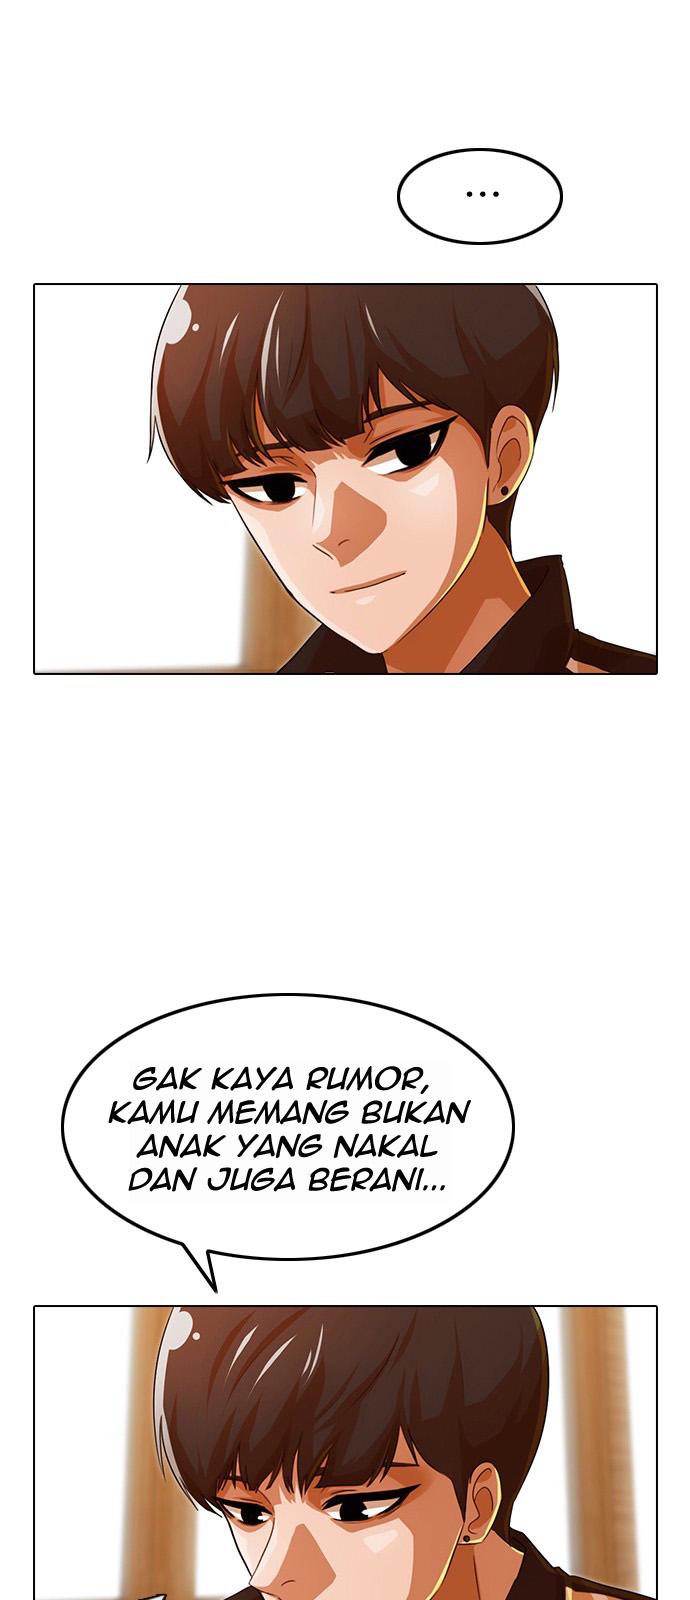 ...
GAK KAYA RUMOR,
KAMU MEMANG BUKAN
ANAK YANG NAKAL
DAN JUGA BERANI...